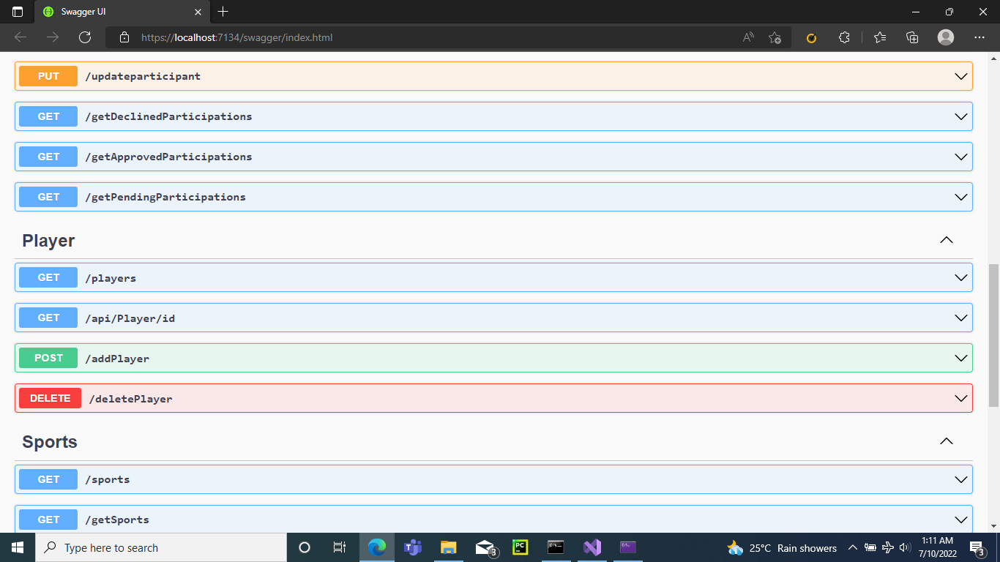 Swagger UI
https://localhost:7134/swagger/index.html
PUT /updateparticipant
GET /getDeclinedParticipations
GET /getApprovedParticipations
GET /getPendingParticipations
Player
GET /players
GET /api/Player/id
POST /addPlayer
DELETE /deletePlayer
Sports
GET /sports
GET /getSports
Type here to search
3
PC
25°C Rain showers
1:11 AM
7/10/2022
3